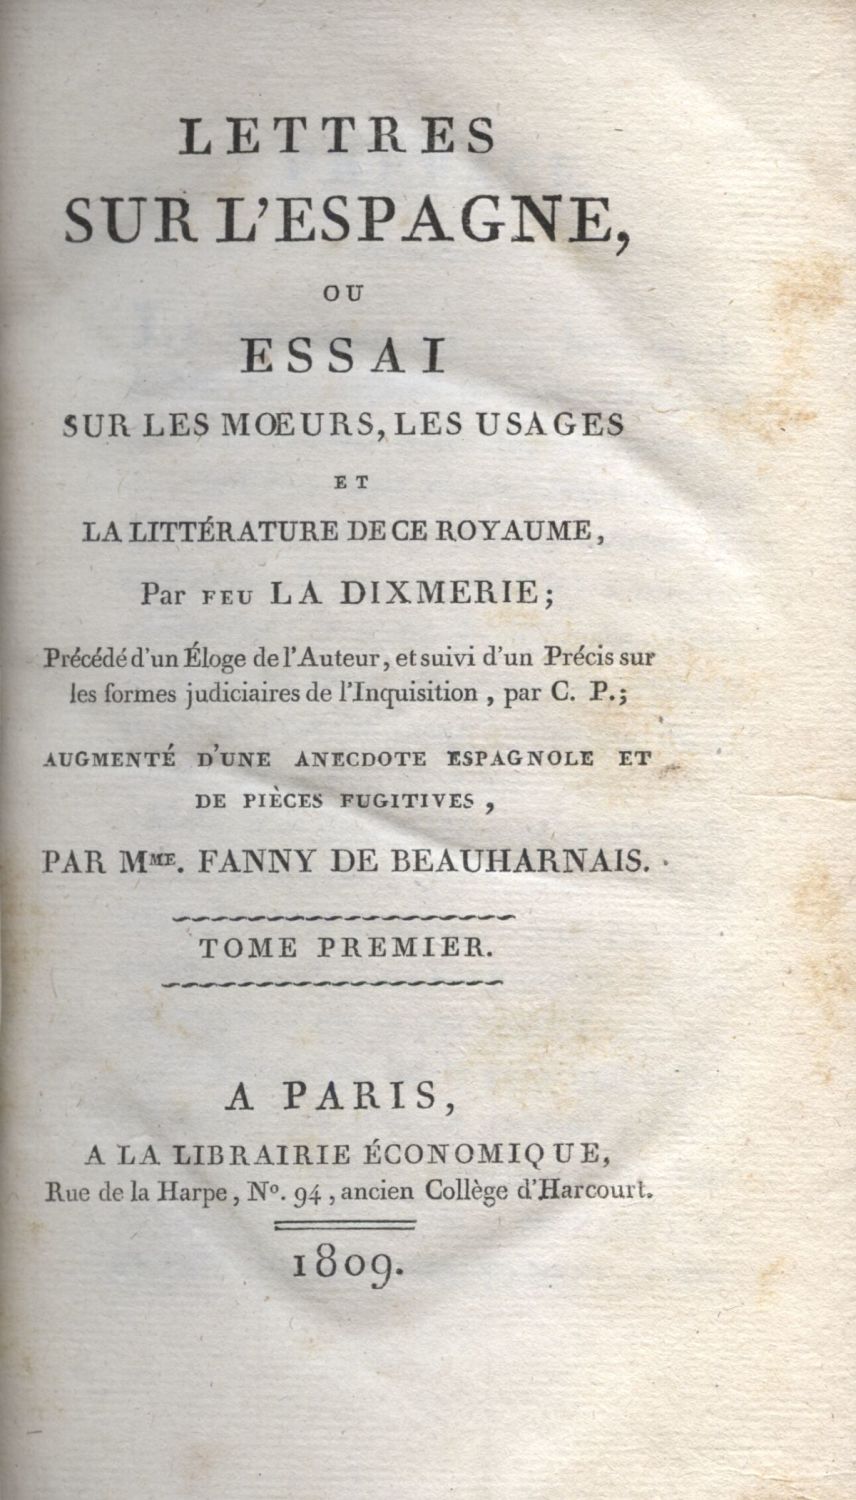 LETTRES
SUR L'ESPAGNE,
OU
ESSAI
SUR LES MŒURS, LES USAGES
ET
LA LITTÉRATURE DE CE ROYAUME,
Par FEU LA DIXMERIE;
Précédé d'un Éloge de l'Auteur, et suivi d'un Précis sur
les formes judiciaires de l'Inquisition, par C. P.;
AUGMENTÉ D'UNE ANECDOTE ESPAGNOLE ET
DE PIÈCES FUGITIVES,
PAR MME. FANNY DE BEAUHARNAIS.
TOME PREMIER.
A PARIS,
A LA LIBRAIRIE ÉCONOMIQUE,
Rue de la Harpe, Nº. 94, ancien Collège d'Harcourt.
1809.